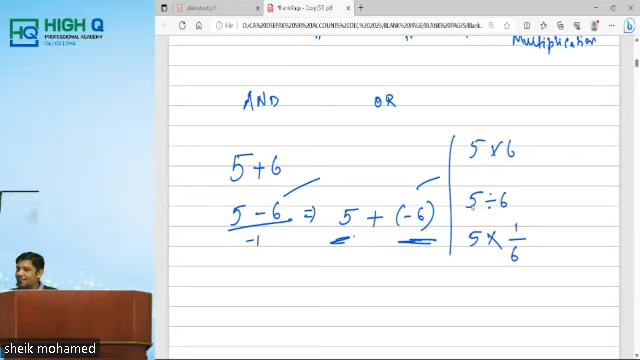 HIGH Q
PROFESSIONAL ACADEMY
CA | CS | CMA
Multiplication
AND OR
5 + 6
5 - 6 ⇒ 5 + (-6)
-1
5 × 6
5 ÷ 6
5 × 1/6
sheik mohamed